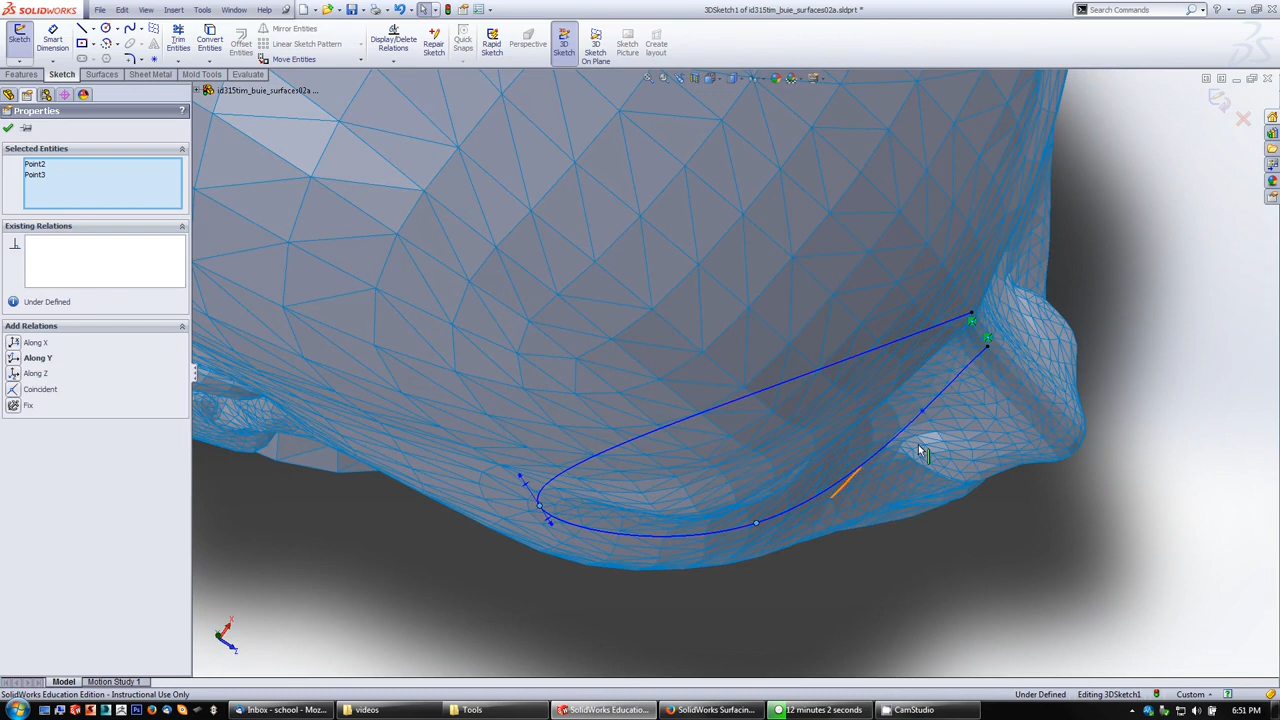 SOLIDWORKS
File Edit View Insert Tools Window Help
3DSketch1 of id315tim_buie_surfaces02a.sldprt *
Search Commands
Sketch
Smart Dimension
Trim Entities
Convert Entities
Offset Entities
Mirror Entities
Linear Sketch Pattern
Move Entities
Display/Delete Relations
Repair Sketch
Quick Snaps
Rapid Sketch
Perspective
3D Sketch
3D Sketch On Plane
Sketch Picture
Create layout
Features Sketch Surfaces Sheet Metal Mold Tools Evaluate
id315tim_buie_surfaces02a ...
Properties ?
Selected Entities
Point2
Point3
Existing Relations
Under Defined
Add Relations
Along X
Along Y
Along Z
Coincident
Fix
X
Z
Model Motion Study 1
SolidWorks Education Edition - Instructional Use Only
Under Defined Editing 3DSketch1 Custom
Inbox - school - Moz... videos Tools SolidWorks Educatio... SolidWorks Surfacin... 12 minutes 2 seconds CamStudio 6:51 PM